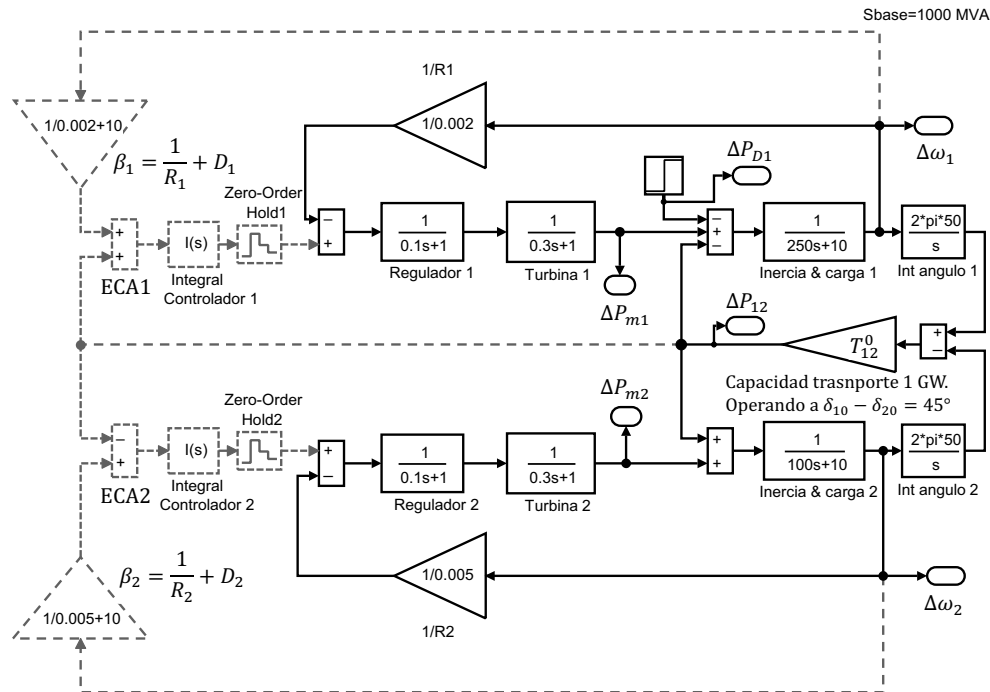 Sbase=1000 MVA
1/R1
1/0.002+10
1/0.002
β₁ = 1/R₁ + D₁
ΔP_D1
Δω₁
Zero-Order
Hold1
+
+
I(s)
−
+
1
0.1s+1
1
0.3s+1
−
+
−
1
250s+10
2*pi*50
s
ECA1
Integral
Controlador 1
Regulador 1
Turbina 1
Inercia & carga 1
Int angulo 1
ΔP_m1
ΔP₁₂
T⁰₁₂
+
−
Capacidad trasnporte 1 GW.
Operando a δ₁₀ − δ₂₀ = 45°
ΔP_m2
Zero-Order
Hold2
−
+
I(s)
+
−
1
0.1s+1
1
0.3s+1
+
+
1
100s+10
2*pi*50
s
ECA2
Integral
Controlador 2
Regulador 2
Turbina 2
Inercia & carga 2
Int angulo 2
β₂ = 1/R₂ + D₂
1/0.005+10
1/0.005
Δω₂
1/R2